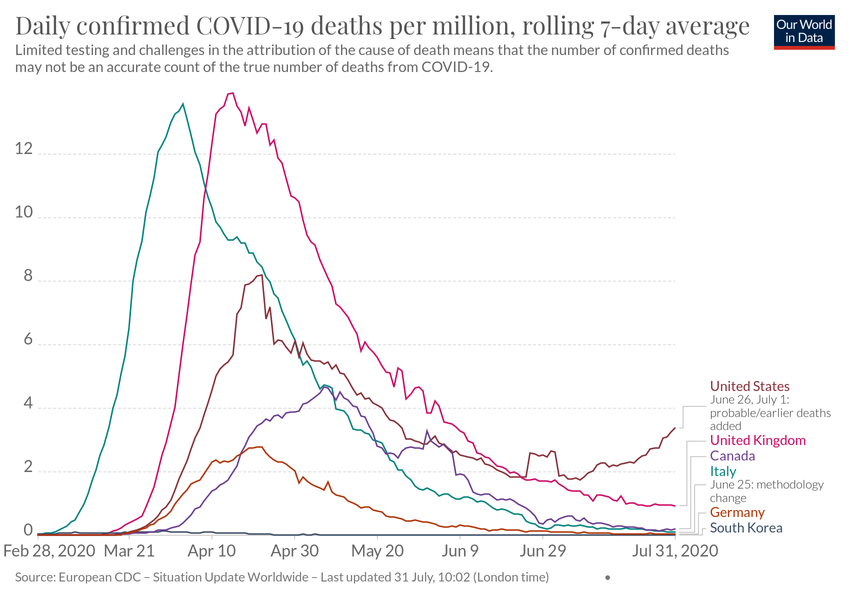 Daily confirmed COVID-19 deaths per million, rolling 7-day average
Our World
in Data
Limited testing and challenges in the attribution of the cause of death means that the number of confirmed deaths
may not be an accurate count of the true number of deaths from COVID-19.
12
10
8
6
4
2
0
United States
June 26, July 1:
probable/earlier deaths
added
United Kingdom
Canada
Italy
June 25: methodology
change
Germany
South Korea
Feb 28, 2020 Mar 21 Apr 10 Apr 30 May 20 Jun 9 Jun 29 Jul 31, 2020
Source: European CDC – Situation Update Worldwide – Last updated 31 July, 10:02 (London time) •